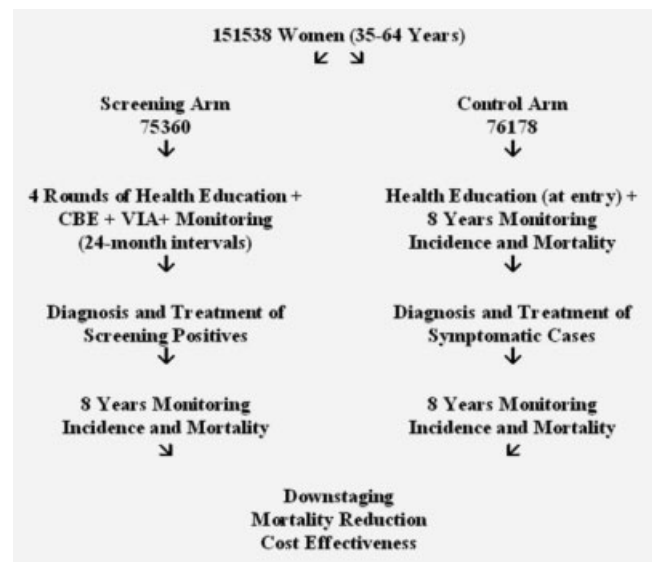 151538 Women (35-64 Years)
Screening Arm
75360
4 Rounds of Health Education +
CBE + VIA+ Monitoring
(24-month intervals)
Diagnosis and Treatment of
Screening Positives
8 Years Monitoring
Incidence and Mortality
Control Arm
76178
Health Education (at entry) +
8 Years Monitoring
Incidence and Mortality
Diagnosis and Treatment of
Symptomatic Cases
8 Years Monitoring
Incidence and Mortality
Downstaging
Mortality Reduction
Cost Effectiveness